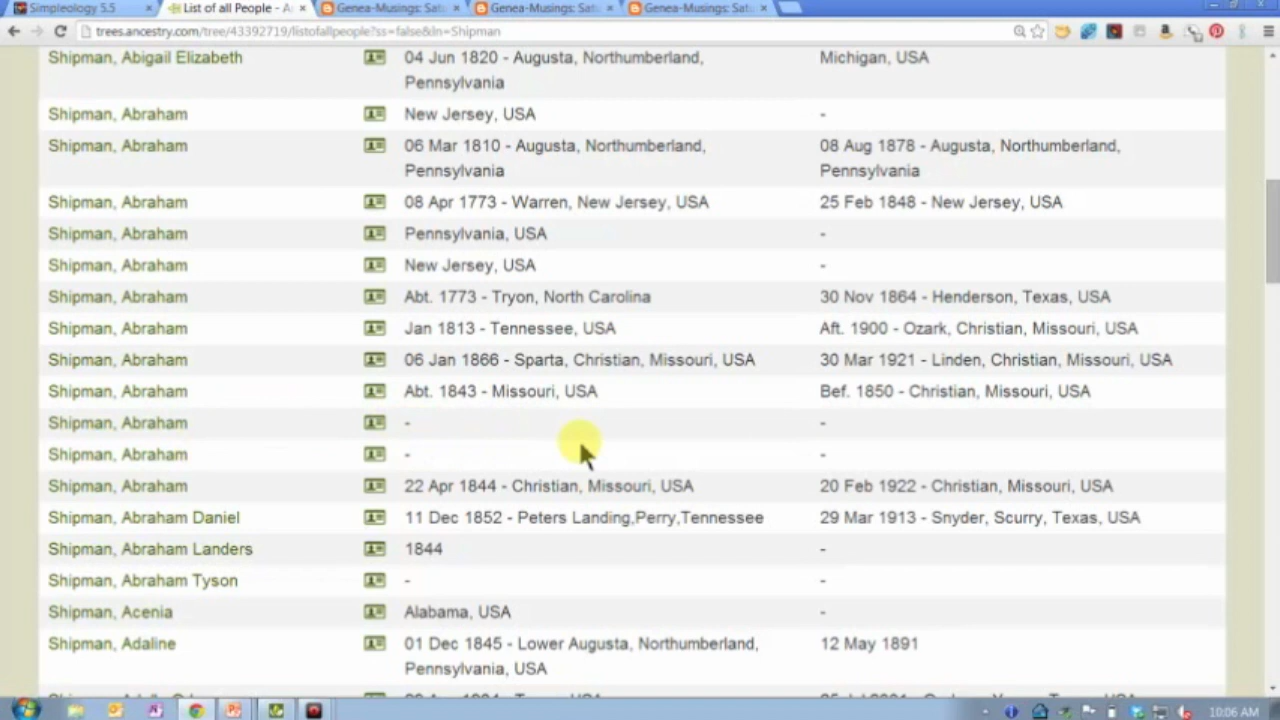 Simpleology 5.5
List of all People - A
Genea-Musings: Satu
Genea-Musings: Satu
Genea-Musings: Satu
trees.ancestry.com/tree/43392719/listofallpeople?ss=false&ln=Shipman
Shipman, Abigail Elizabeth 04 Jun 1820 - Augusta, Northumberland, Michigan, USA
Pennsylvania
Shipman, Abraham New Jersey, USA -
Shipman, Abraham 06 Mar 1810 - Augusta, Northumberland, 08 Aug 1878 - Augusta, Northumberland,
Pennsylvania Pennsylvania
Shipman, Abraham 08 Apr 1773 - Warren, New Jersey, USA 25 Feb 1848 - New Jersey, USA
Shipman, Abraham Pennsylvania, USA -
Shipman, Abraham New Jersey, USA -
Shipman, Abraham Abt. 1773 - Tryon, North Carolina 30 Nov 1864 - Henderson, Texas, USA
Shipman, Abraham Jan 1813 - Tennessee, USA Aft. 1900 - Ozark, Christian, Missouri, USA
Shipman, Abraham 06 Jan 1866 - Sparta, Christian, Missouri, USA 30 Mar 1921 - Linden, Christian, Missouri, USA
Shipman, Abraham Abt. 1843 - Missouri, USA Bef. 1850 - Christian, Missouri, USA
Shipman, Abraham - -
Shipman, Abraham - -
Shipman, Abraham 22 Apr 1844 - Christian, Missouri, USA 20 Feb 1922 - Christian, Missouri, USA
Shipman, Abraham Daniel 11 Dec 1852 - Peters Landing,Perry,Tennessee 29 Mar 1913 - Snyder, Scurry, Texas, USA
Shipman, Abraham Landers 1844 -
Shipman, Abraham Tyson - -
Shipman, Acenia Alabama, USA -
Shipman, Adaline 01 Dec 1845 - Lower Augusta, Northumberland, 12 May 1891
Pennsylvania, USA
10:06 AM